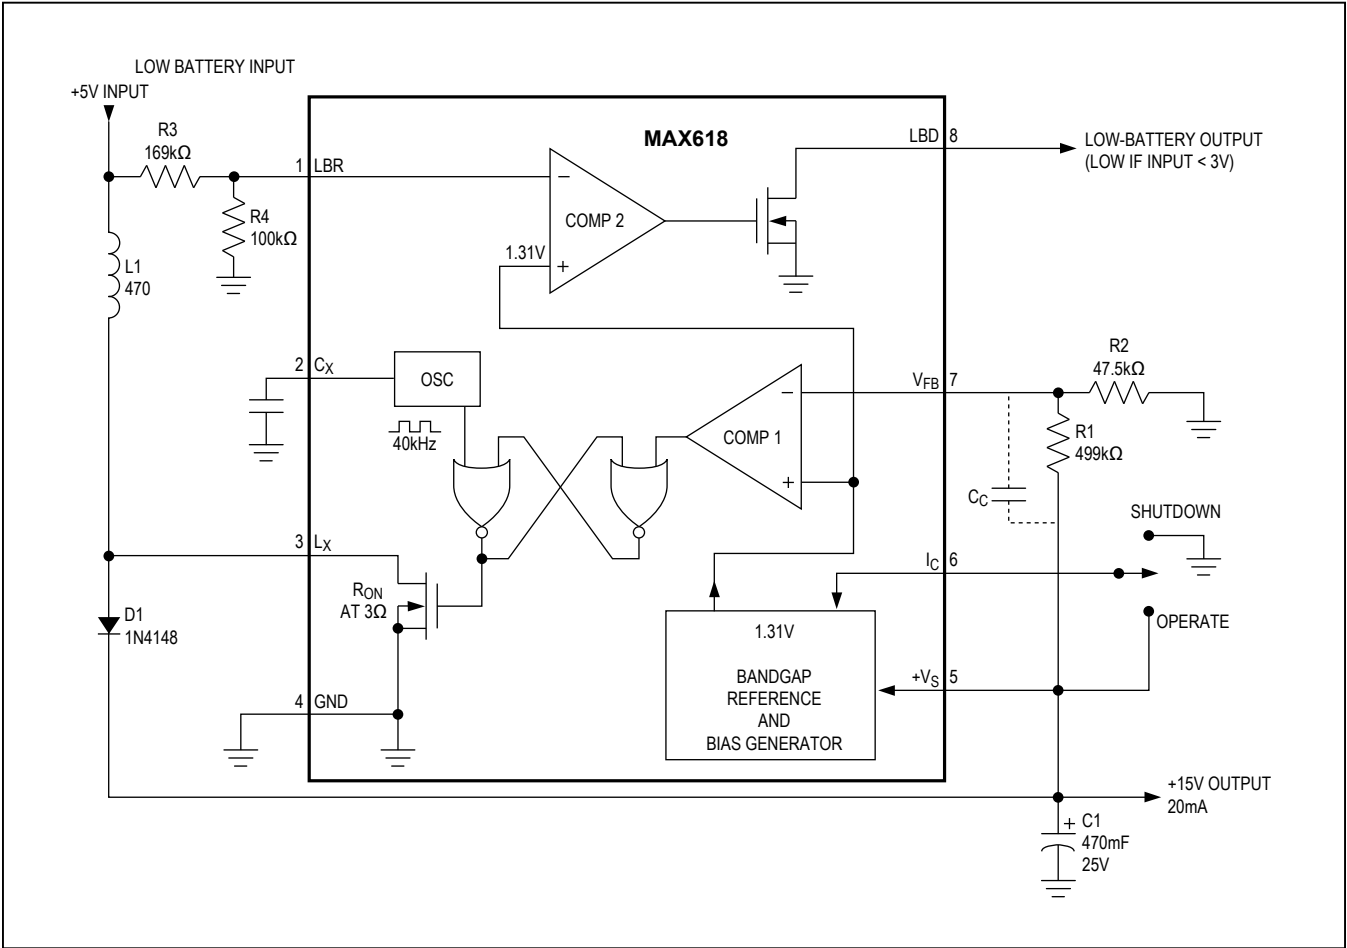 LOW BATTERY INPUT
+5V INPUT
R3
169kΩ
1 LBR
R4
100kΩ
L1
470
MAX618
LBD 8
LOW-BATTERY OUTPUT
(LOW IF INPUT < 3V)
−
COMP 2
1.31V
+
2 CX
OSC
40kHz
−
COMP 1
+
VFB 7
R2
47.5kΩ
R1
499kΩ
CC
SHUTDOWN
3 LX
RON
AT 3Ω
IC 6
OPERATE
D1
1N4148
1.31V
BANDGAP
REFERENCE
AND
BIAS GENERATOR
+VS 5
4 GND
+15V OUTPUT
20mA
+ C1
470mF
25V